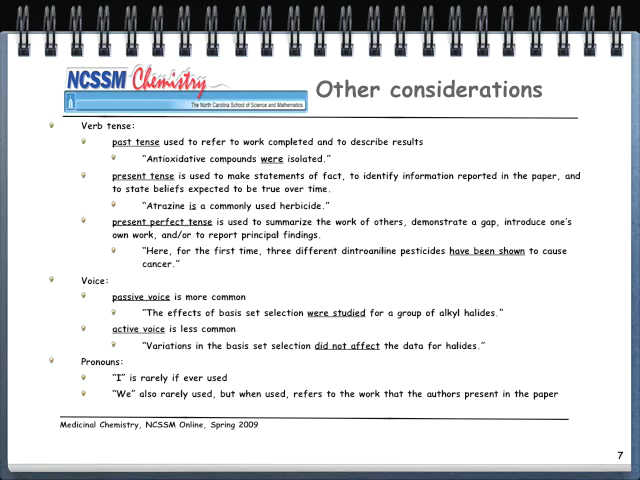 NCSSM Chemistry
The North Carolina School of Science and Mathematics
Other considerations
Verb tense:
past tense used to refer to work completed and to describe results
“Antioxidative compounds were isolated.”
present tense is used to make statements of fact, to identify information reported in the paper, and
to state beliefs expected to be true over time.
“Atrazine is a commonly used herbicide.”
present perfect tense is used to summarize the work of others, demonstrate a gap, introduce one’s
own work, and/or to report principal findings.
“Here, for the first time, three different dintroaniline pesticides have been shown to cause
cancer.”
Voice:
passive voice is more common
“The effects of basis set selection were studied for a group of alkyl halides.”
active voice is less common
“Variations in the basis set selection did not affect the data for halides.”
Pronouns:
“I” is rarely if ever used
“We” also rarely used, but when used, refers to the work that the authors present in the paper
Medicinal Chemistry, NCSSM Online, Spring 2009
7